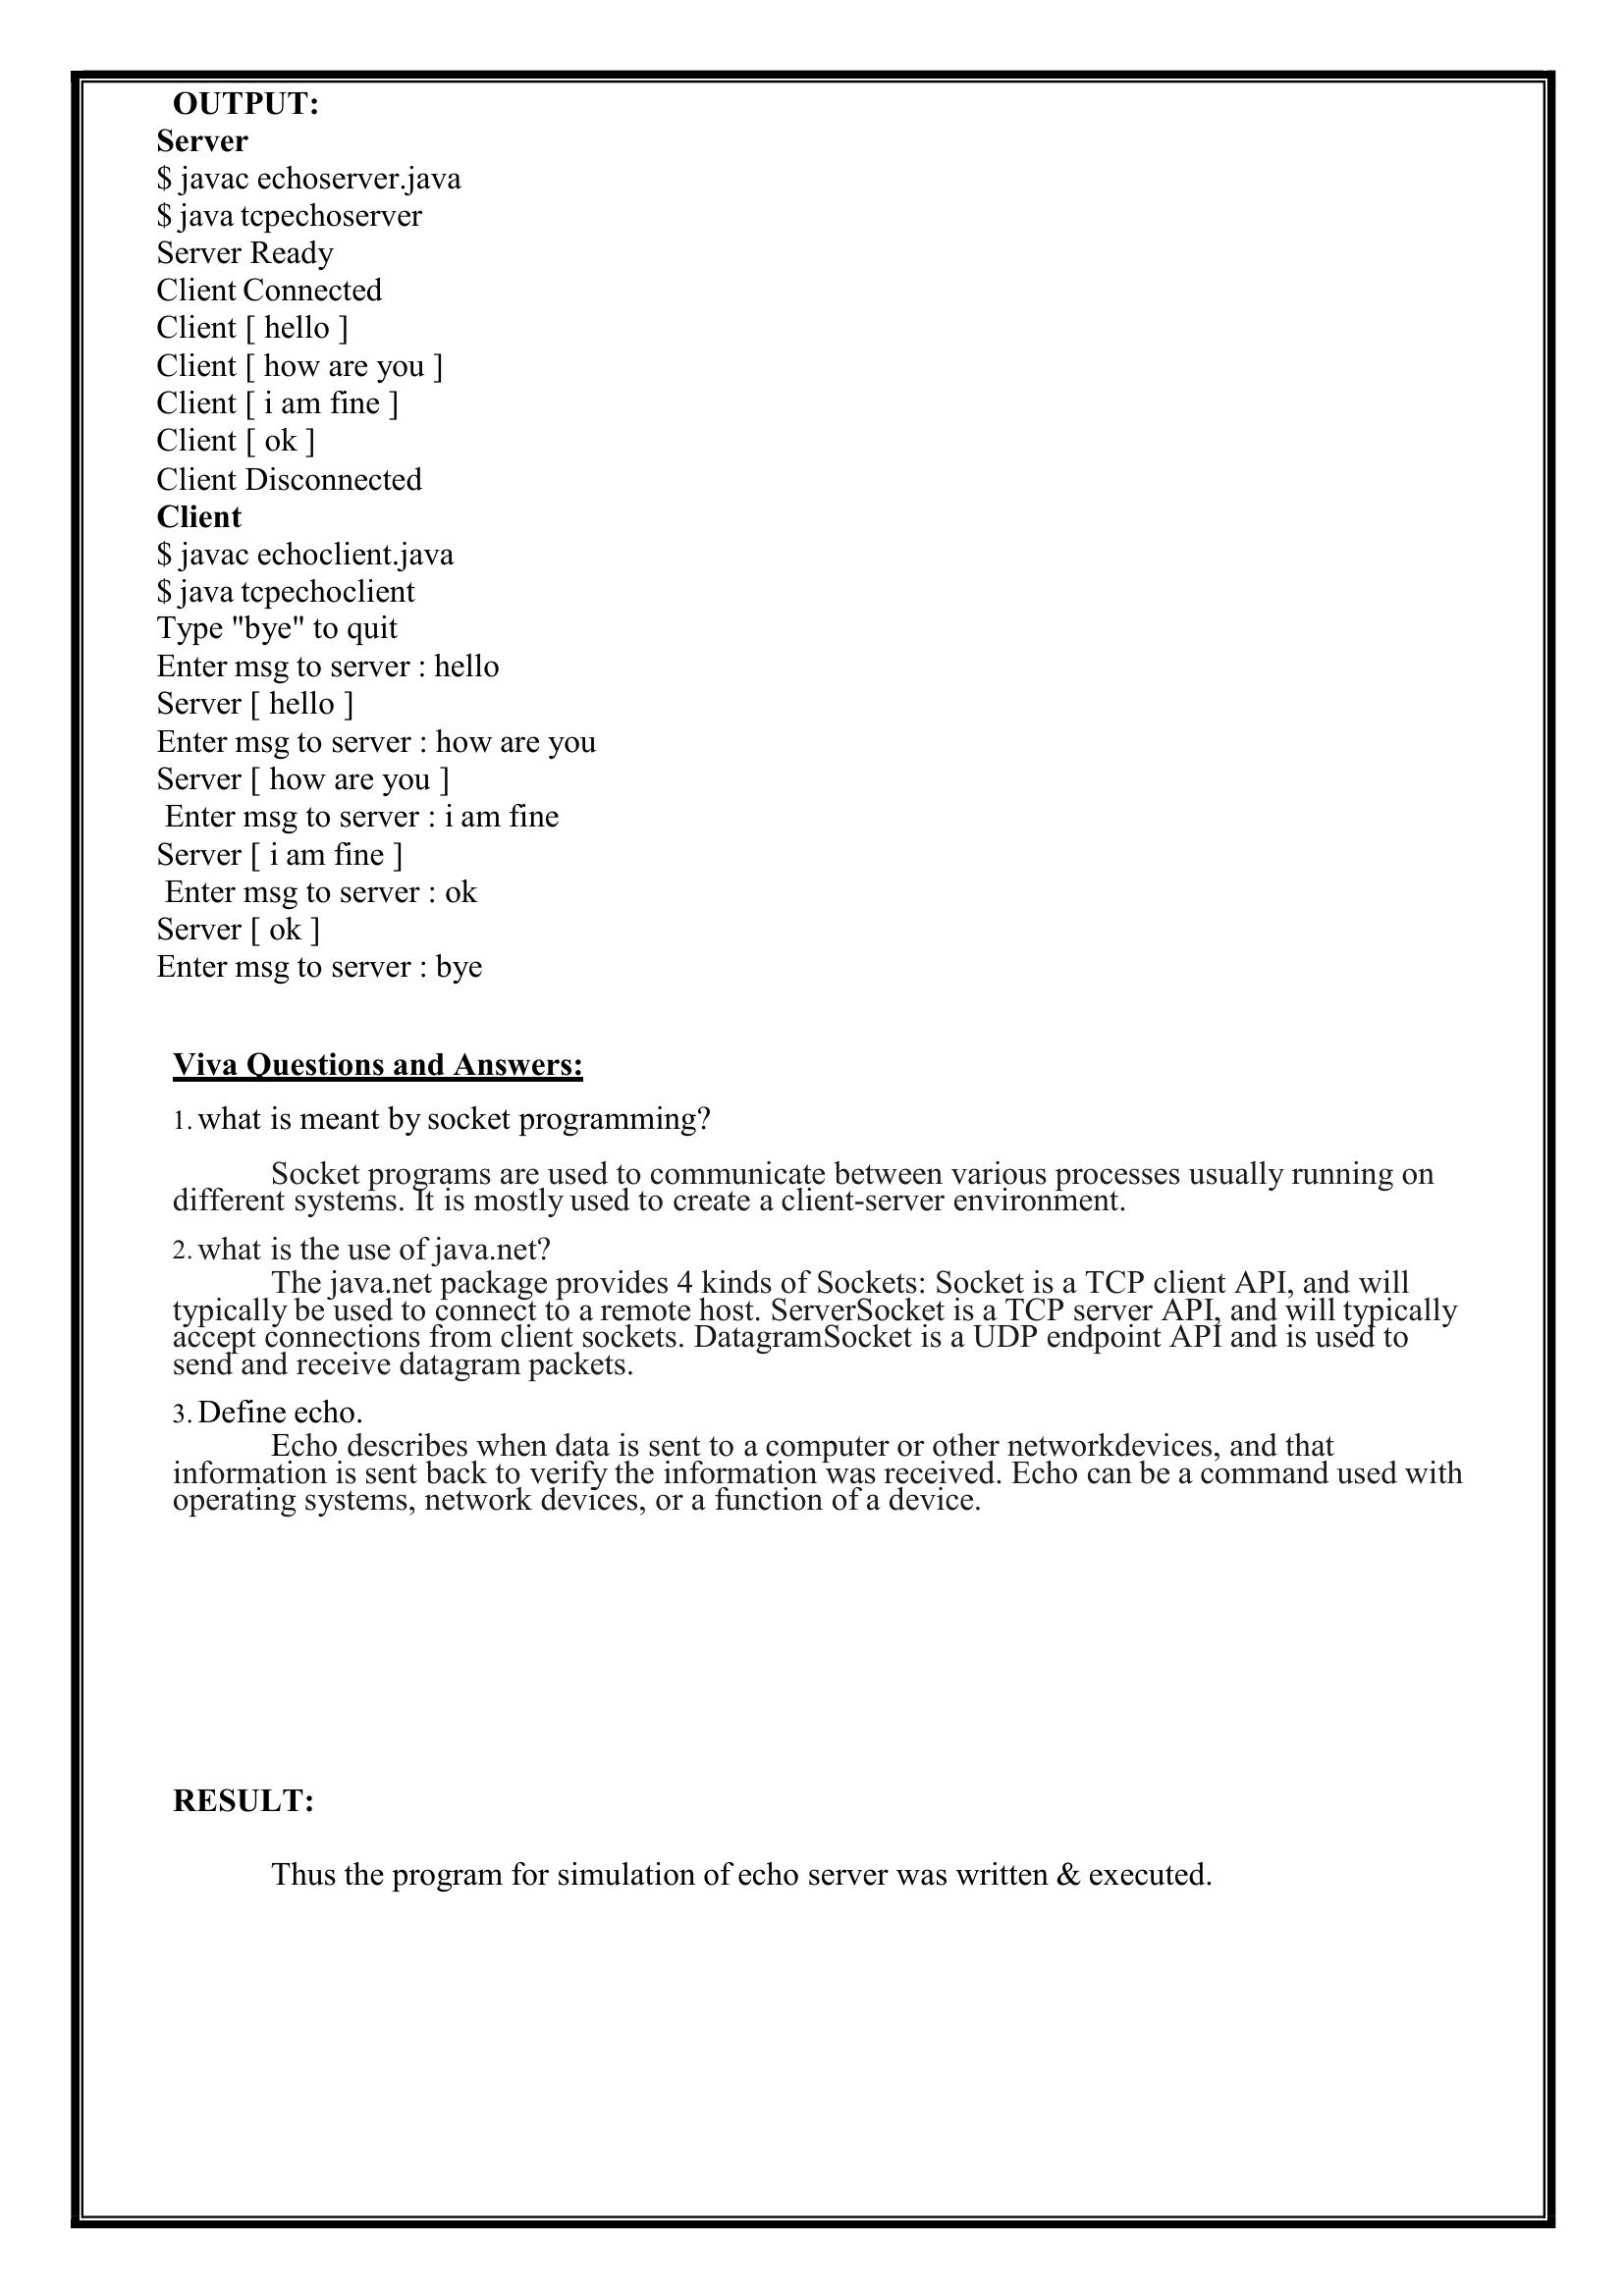 OUTPUT:
Server
$ javac echoserver.java
$ java tcpechoserver
Server Ready
Client Connected
Client [ hello ]
Client [ how are you ]
Client [ i am fine ]
Client [ ok ]
Client Disconnected
Client
$ javac echoclient.java
$ java tcpechoclient
Type "bye" to quit
Enter msg to server : hello
Server [ hello ]
Enter msg to server : how are you
Server [ how are you ]
Enter msg to server : i am fine
Server [ i am fine ]
Enter msg to server : ok
Server [ ok ]
Enter msg to server : bye
Viva Questions and Answers:
1. what is meant by socket programming?
Socket programs are used to communicate between various processes usually running on
different systems. It is mostly used to create a client-server environment.
2. what is the use of java.net?
The java.net package provides 4 kinds of Sockets: Socket is a TCP client API, and will
typically be used to connect to a remote host. ServerSocket is a TCP server API, and will typically
accept connections from client sockets. DatagramSocket is a UDP endpoint API and is used to
send and receive datagram packets.
3. Define echo.
Echo describes when data is sent to a computer or other networkdevices, and that
information is sent back to verify the information was received. Echo can be a command used with
operating systems, network devices, or a function of a device.
RESULT:
Thus the program for simulation of echo server was written & executed.